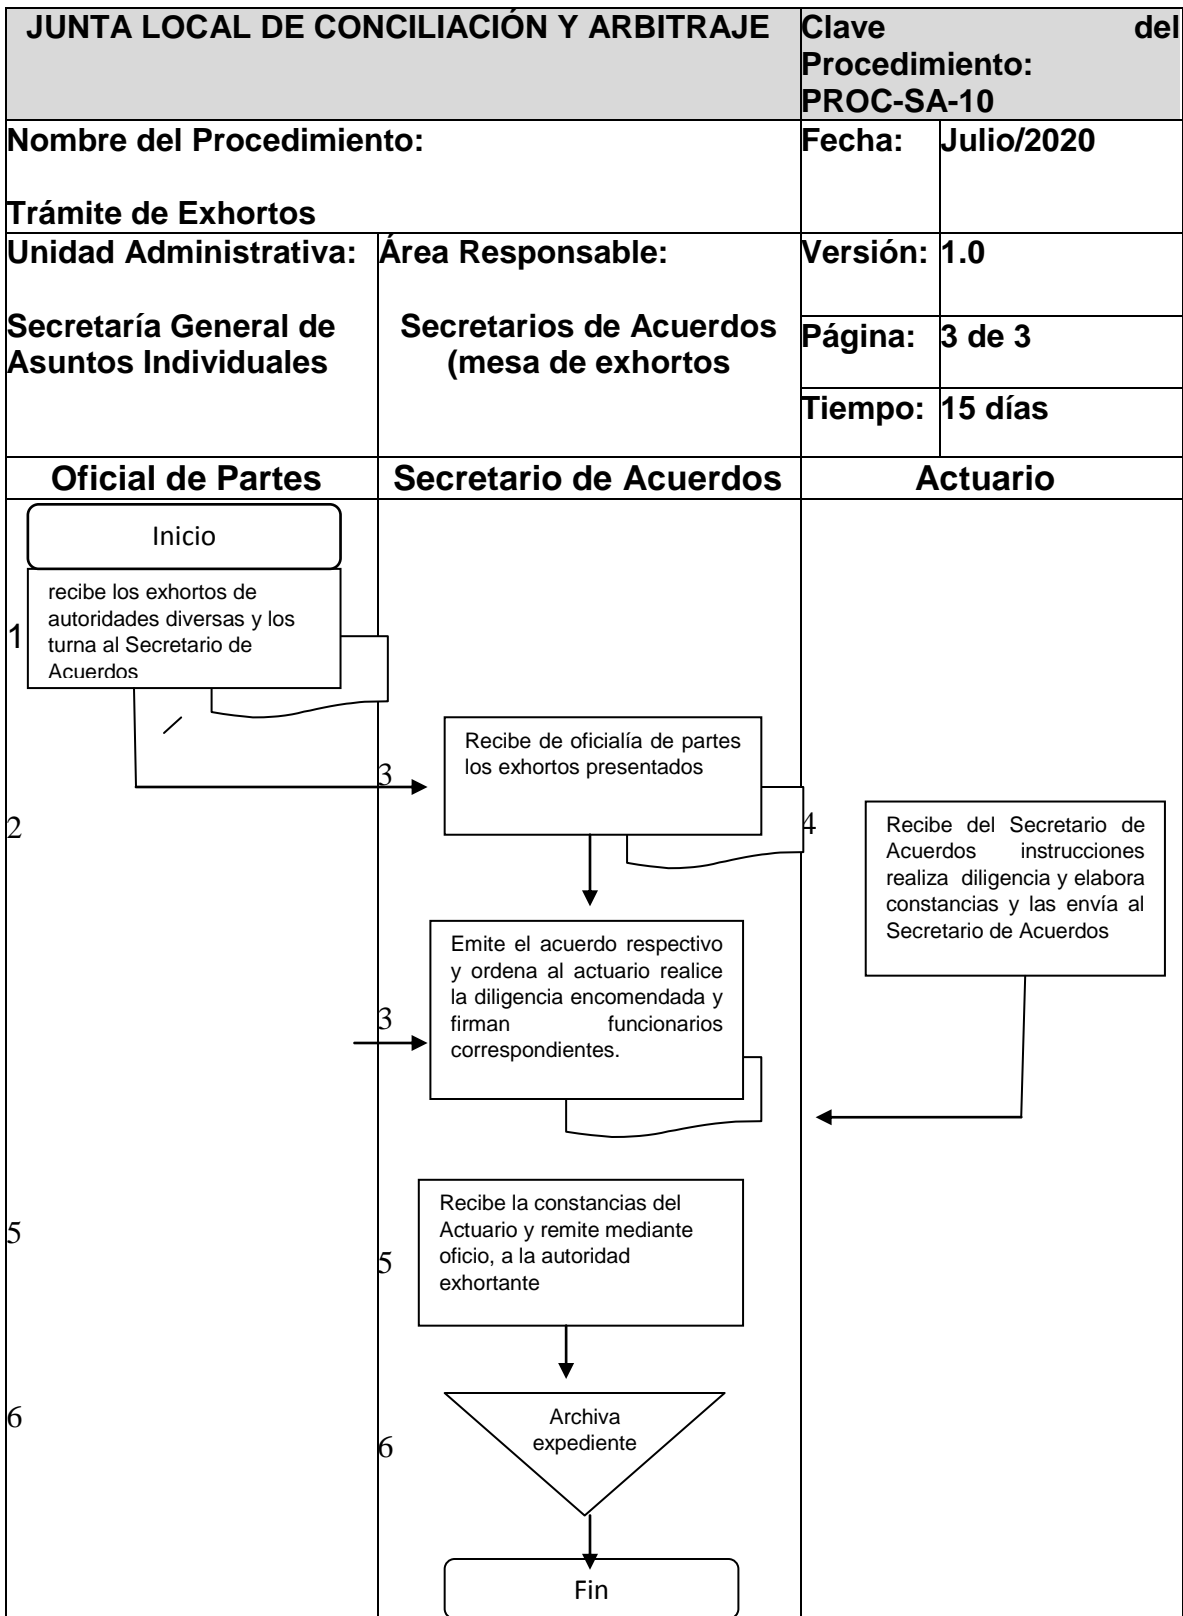 JUNTA LOCAL DE CONCILIACIÓN Y ARBITRAJE
Clave del
Procedimiento:
PROC-SA-10
Nombre del Procedimiento:
Trámite de Exhortos
Fecha:
Julio/2020
Unidad Administrativa:
Secretaría General de
Asuntos Individuales
Área Responsable:
Secretarios de Acuerdos
(mesa de exhortos
Versión:
1.0
Página:
3 de 3
Tiempo:
15 días
Oficial de Partes
Secretario de Acuerdos
Actuario
Inicio
1
recibe los exhortos de
autoridades diversas y los
turna al Secretario de
Acuerdos
3
Recibe de oficialía de partes
los exhortos presentados
2
4
Recibe del Secretario de
Acuerdos instrucciones
realiza diligencia y elabora
constancias y las envía al
Secretario de Acuerdos
3
Emite el acuerdo respectivo
y ordena al actuario realice
la diligencia encomendada y
firman funcionarios
correspondientes.
5
5
Recibe la constancias del
Actuario y remite mediante
oficio, a la autoridad
exhortante
6
6
Archiva
expediente
Fin